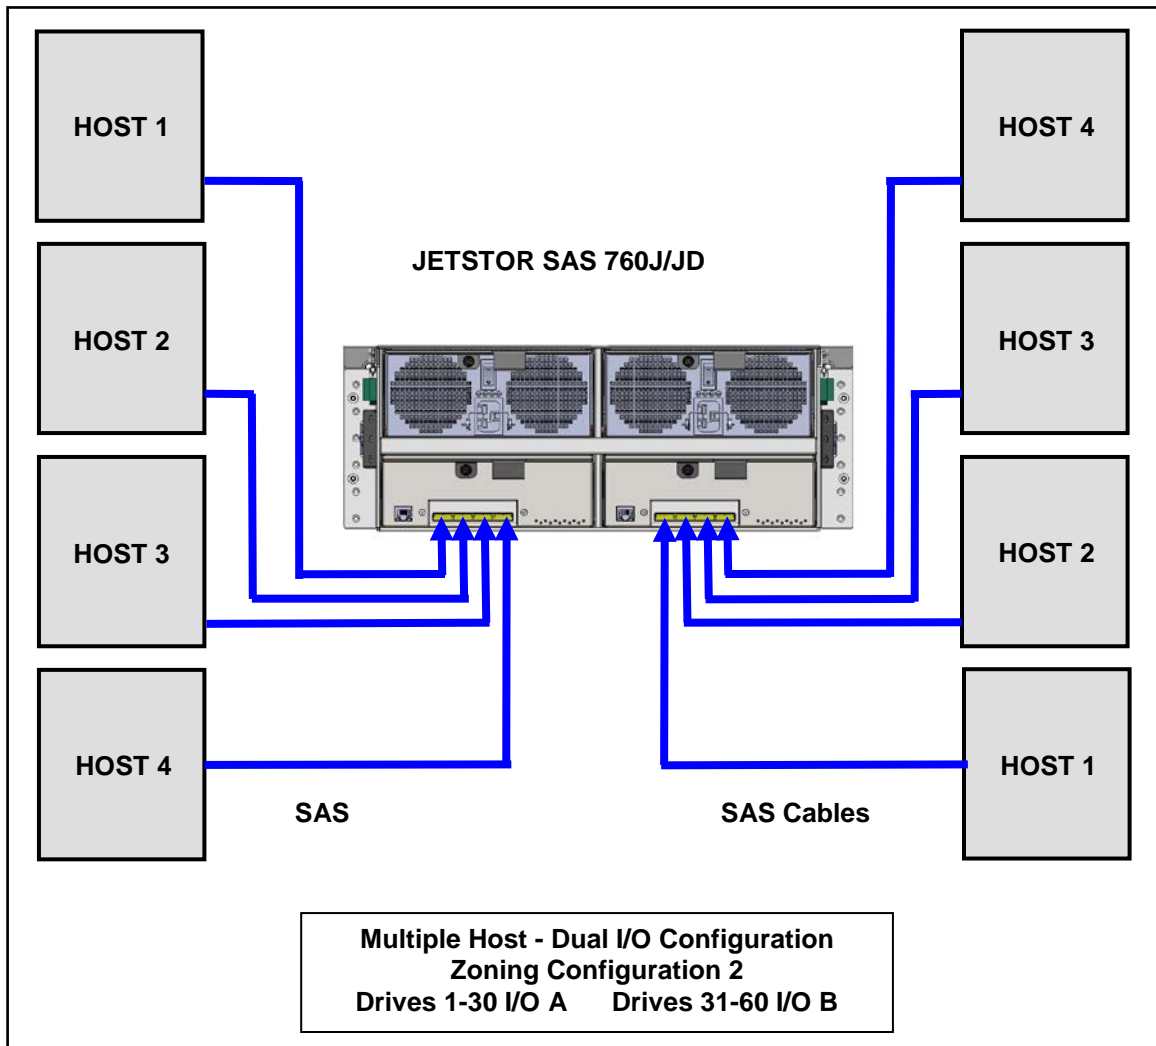 HOST 1
HOST 4
HOST 2
JETSTOR SAS 760J/JD
HOST 3
HOST 3
HOST 2
HOST 4
HOST 1
SAS
SAS Cables
Multiple Host - Dual I/O Configuration
Zoning Configuration 2
Drives 1-30 I/O A Drives 31-60 I/O B